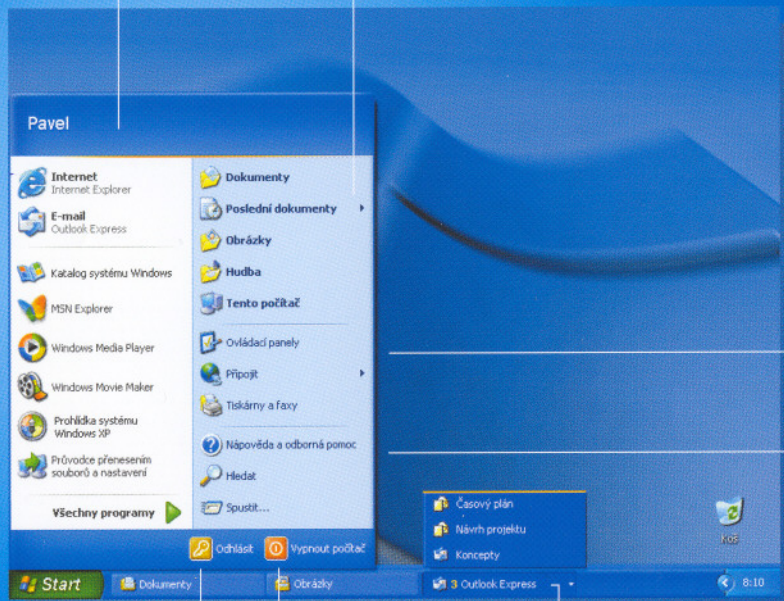 Pavel
Internet
Internet Explorer
E-mail
Outlook Express
Katalog systému Windows
MSN Explorer
Windows Media Player
Windows Movie Maker
Prohlídka systému
Windows XP
Průvodce přenesením
souborů a nastavení
Všechny programy
Dokumenty
Poslední dokumenty
Obrázky
Hudba
Tento počítač
Ovládací panely
Připojit
Tiskárny a faxy
Nápověda a odborná pomoc
Hledat
Spustit...
Odhlásit
Vypnout počítač
Časový plán
Návrh projektu
Koncepty
Koš
Start
Dokumenty
Obrázky
3 Outlook Express
8:10